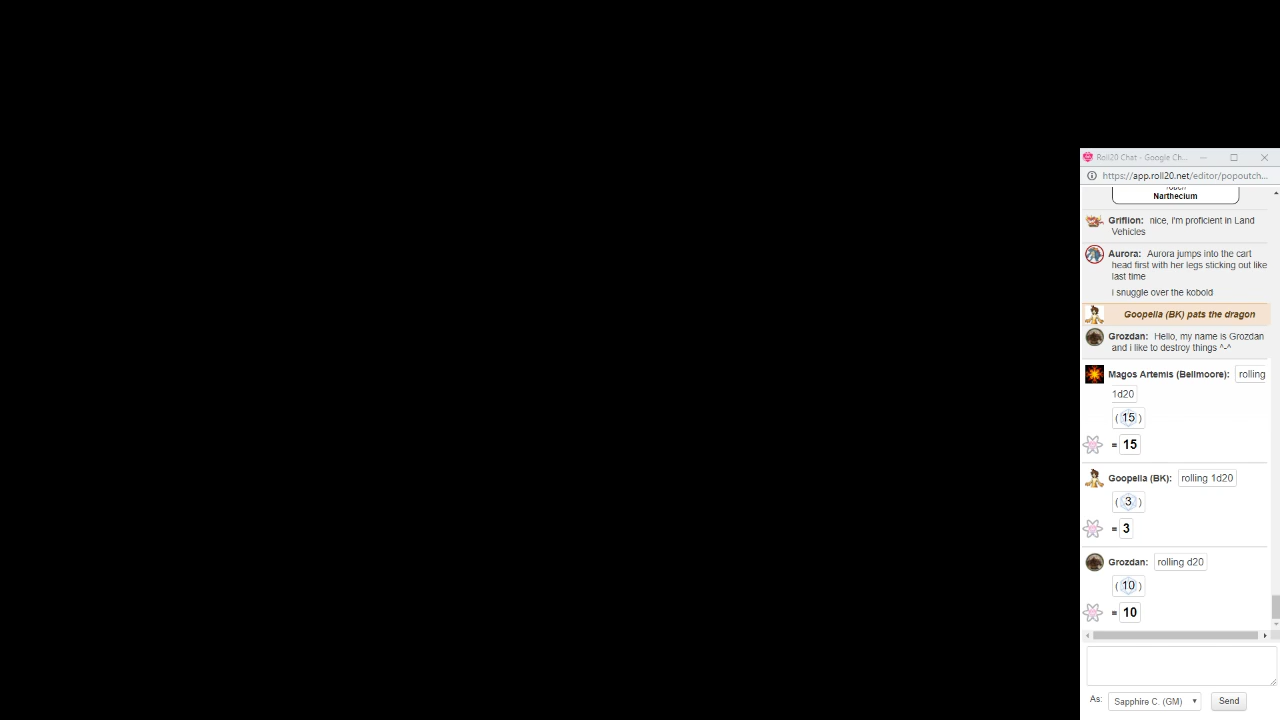 Roll20 Chat - Google Ch...
https://app.roll20.net/editor/popoutch...
Touch
Narthecium
Griflion: nice, i'm proficient in Land
Vehicles
Aurora: Aurora jumps into the cart
head first with her legs sticking out like
last time
i snuggle over the kobold
Goopella (BK) pats the dragon
Grozdan: Hello, my name is Grozdan
and i like to destroy things ^-^
Magos Artemis (Bellmoore): rolling
1d20
(15)
= 15
Goopella (BK): rolling 1d20
(3)
= 3
Grozdan: rolling d20
(10)
= 10
As: Sapphire C. (GM) Send